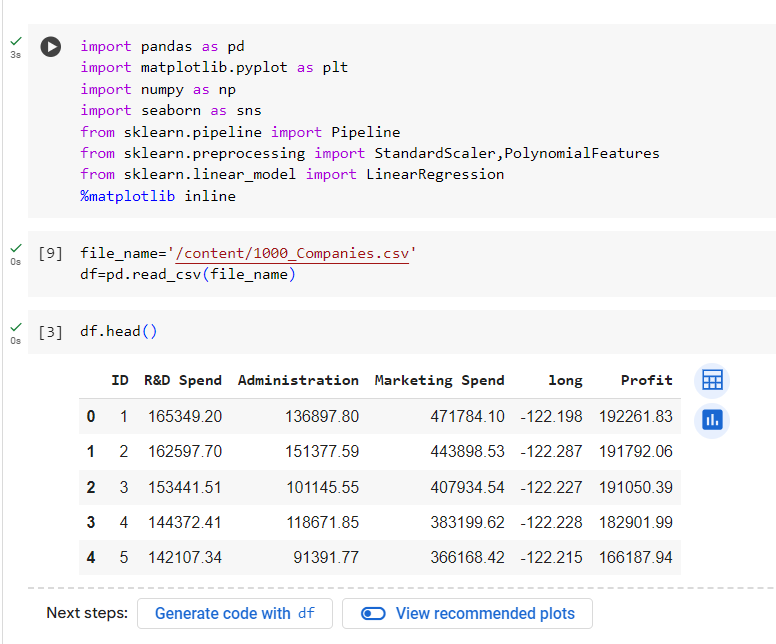 3s
import pandas as pd
import matplotlib.pyplot as plt
import numpy as np
import seaborn as sns
from sklearn.pipeline import Pipeline
from sklearn.preprocessing import StandardScaler,PolynomialFeatures
from sklearn.linear_model import LinearRegression
%matplotlib inline
0s [9] file_name='/content/1000_Companies.csv'
df=pd.read_csv(file_name)
0s [3] df.head()
ID R&D Spend Administration Marketing Spend long Profit
0 1 165349.20 136897.80 471784.10 -122.198 192261.83
1 2 162597.70 151377.59 443898.53 -122.287 191792.06
2 3 153441.51 101145.55 407934.54 -122.227 191050.39
3 4 144372.41 118671.85 383199.62 -122.228 182901.99
4 5 142107.34 91391.77 366168.42 -122.215 166187.94
Next steps: Generate code with df View recommended plots